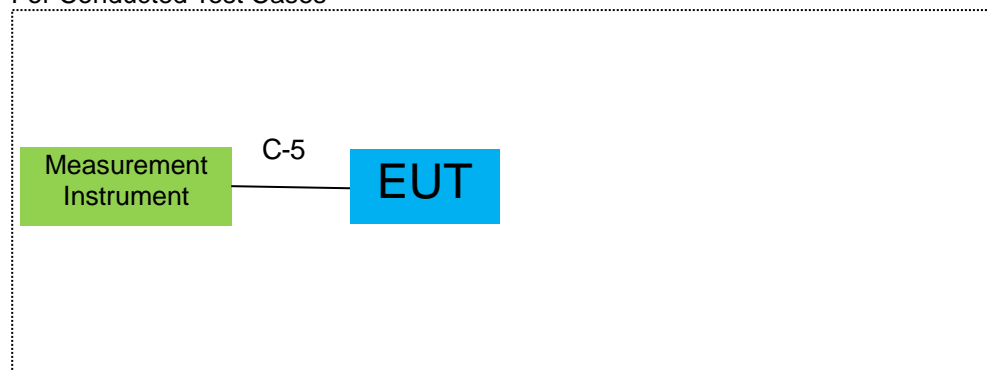 For Conducted Test Cases
C-5
Measurement
Instrument
EUT